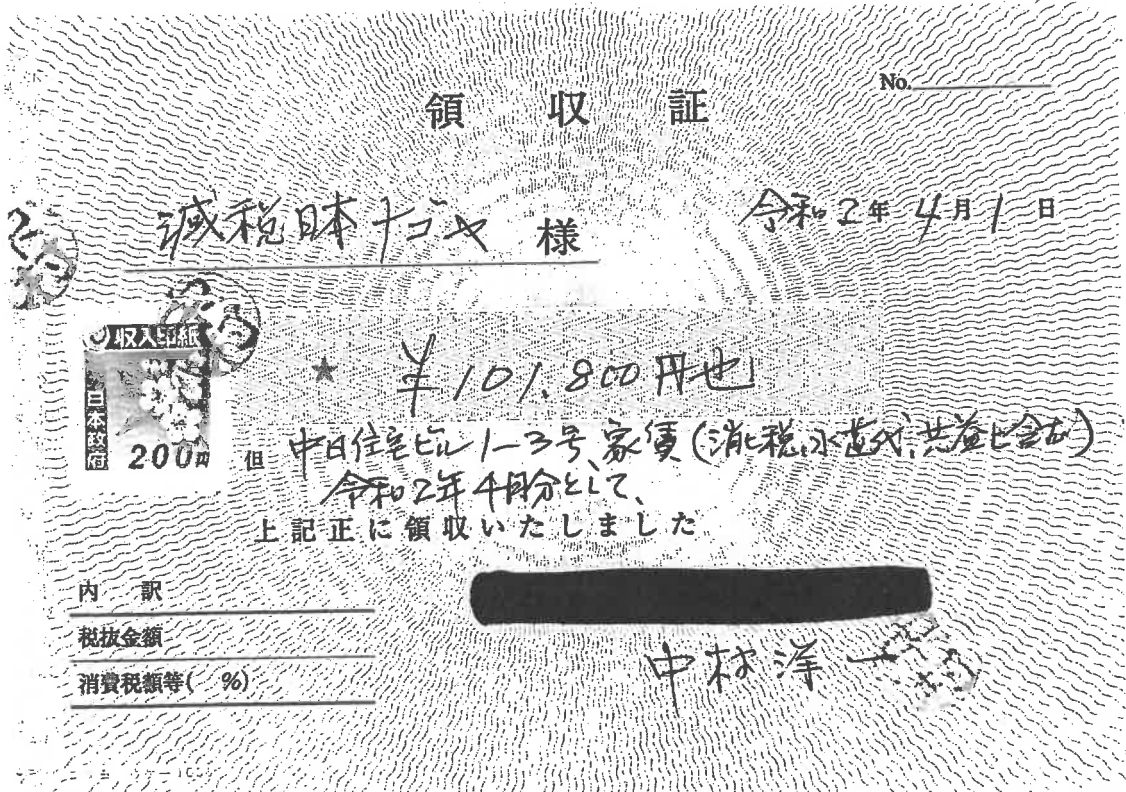 No.
領収証
減税日本ナゴヤ 様
令和2年4月1日
収入印紙
日本政府
200円
★ ¥101.800円也
但 中日住宅ビル1-3号、家賃(消費税、水道代、共益費含む)
令和2年4月分として、
上記正に領収いたしました
内 訳
税抜金額
消費税額等( %)
中村洋一